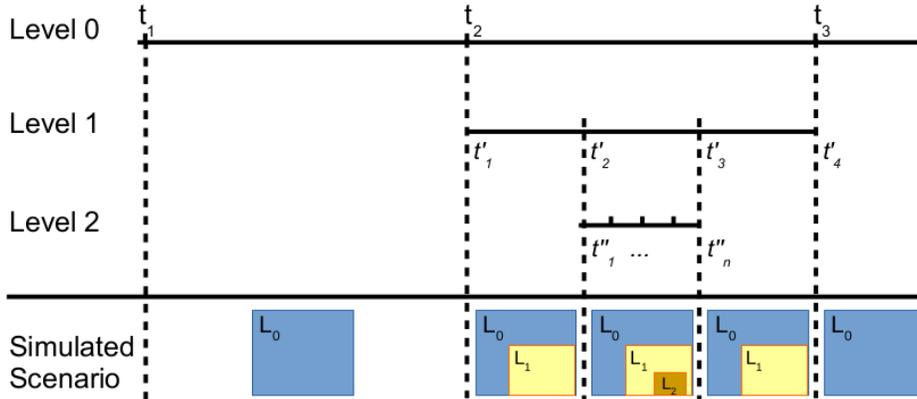 Level 0 t₁ t₂ t₃
Level 1
t'₁ t'₂ t'₃ t'₄
Level 2
t"₁ ... t"ₙ
Simulated
Scenario
L₀ L₀ L₀ L₀ L₀
L₁ L₁ L₁
L₂